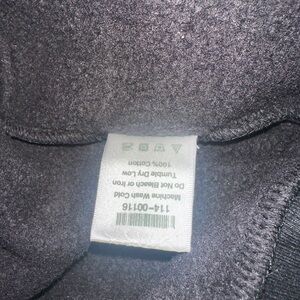 114-00116
Machine Wash Cold
Do Not Bleach or Iron
Tumble Dry Low
100% Cotton